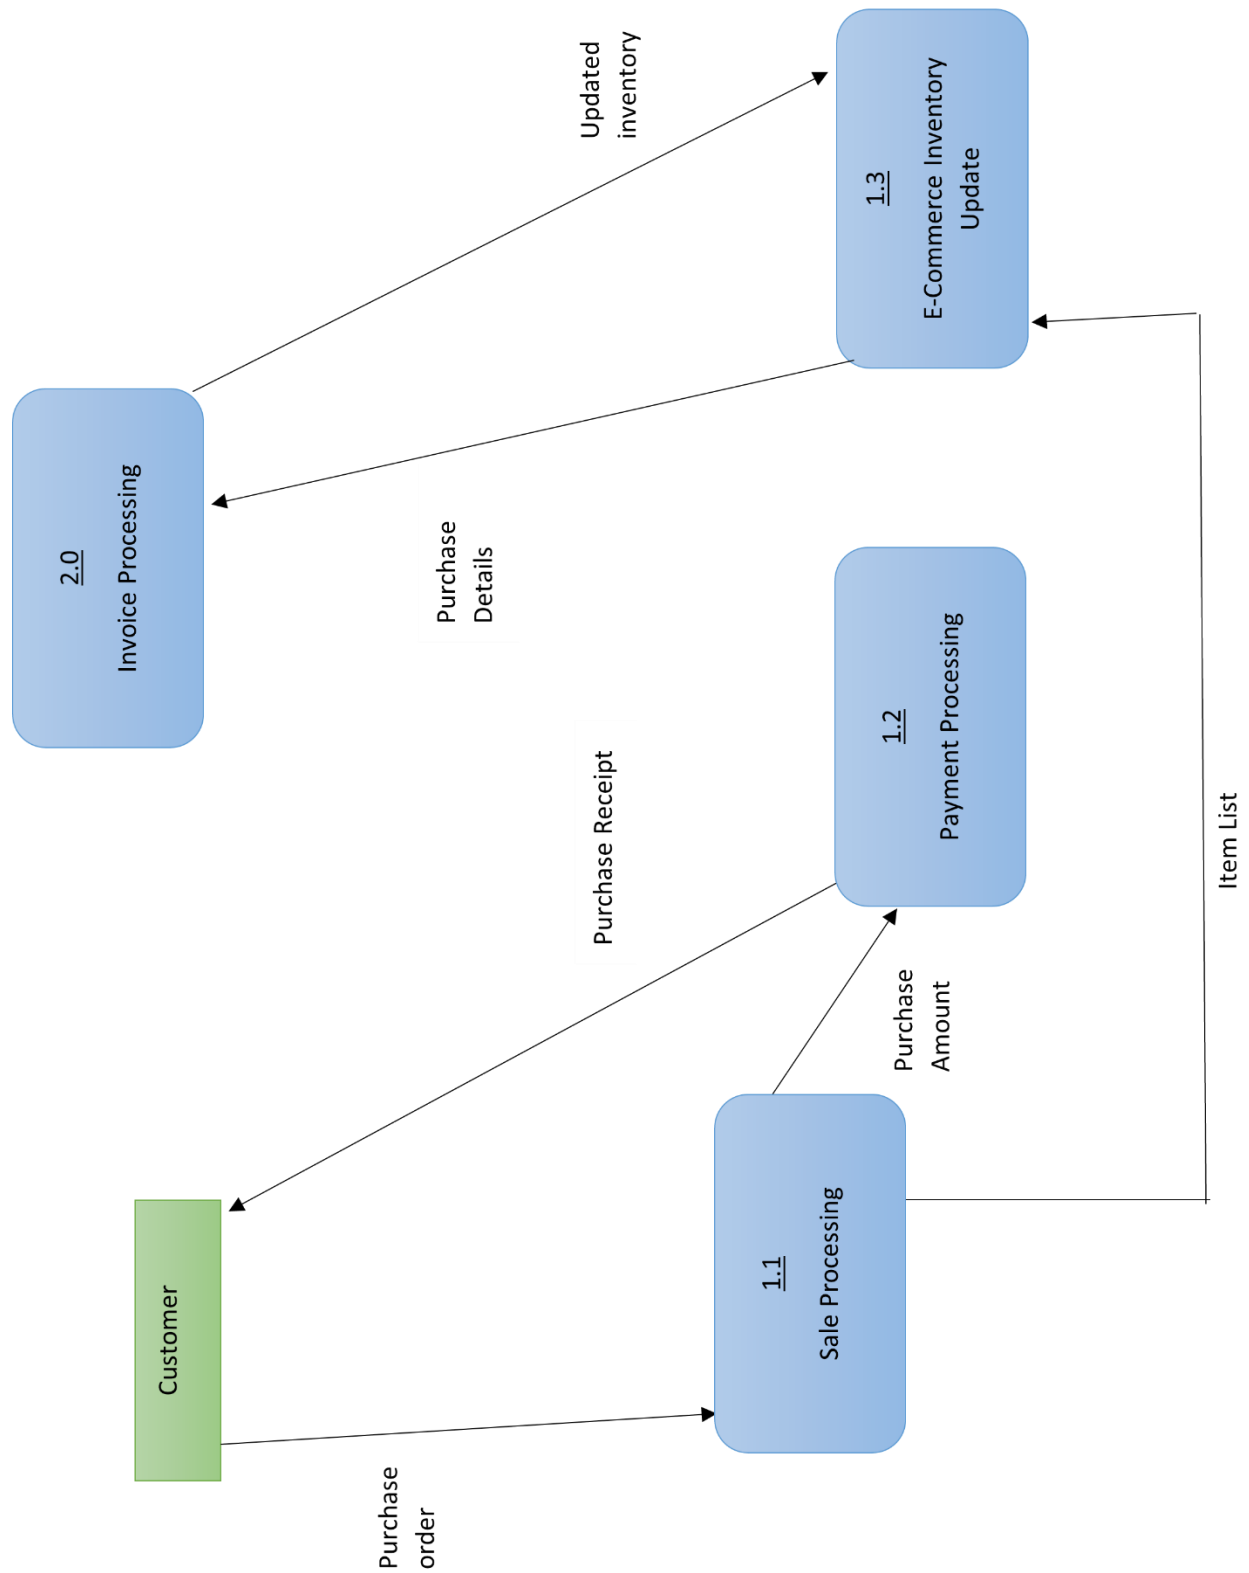 Customer
2.0
Invoice Processing
Purchase
order
Purchase
Details
Updated
inventory
Purchase Receipt
1.1
Sale Processing
Purchase
Amount
1.2
Payment Processing
1.3
E-Commerce Inventory
Update
Item List